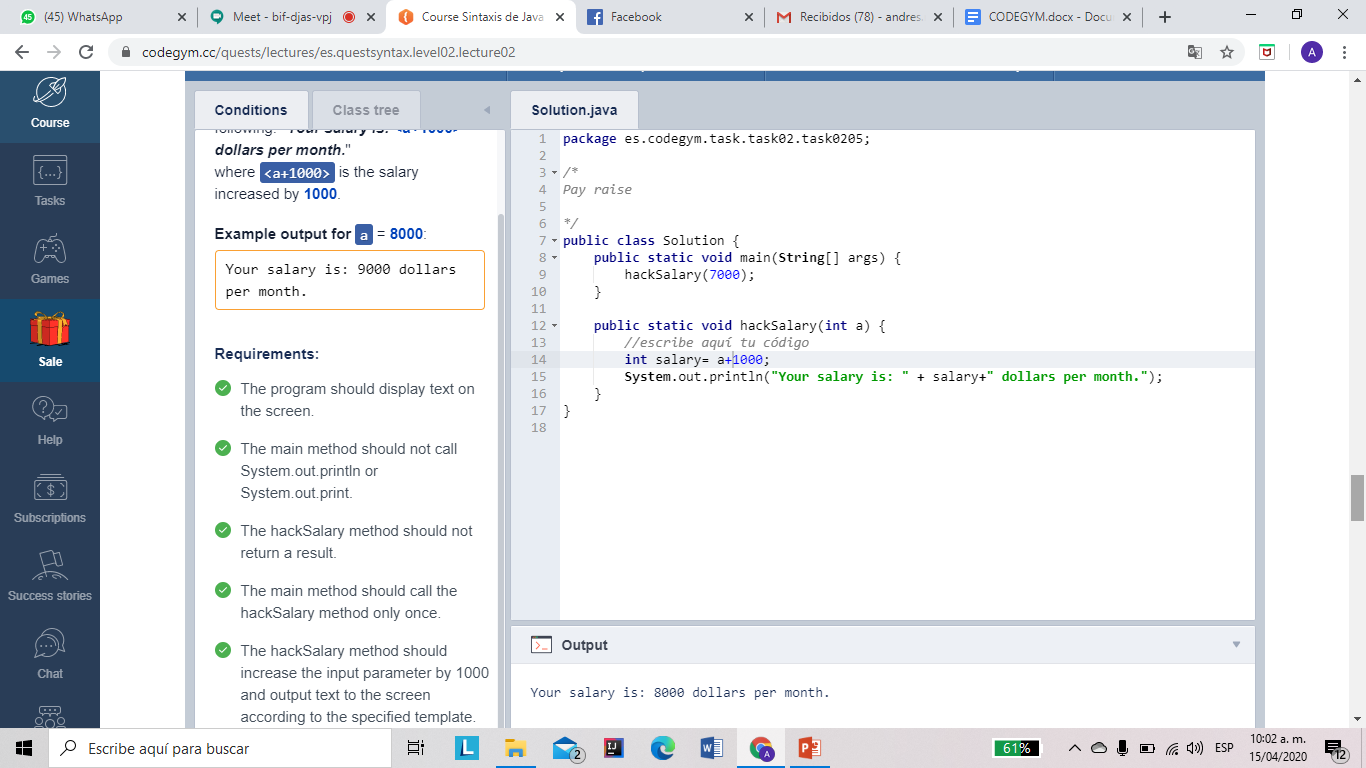 (45) WhatsApp
Meet - bif-djas-vpj
Course Sintaxis de Java
Facebook
Recibidos (78) - andres.
CODEGYM.docx - Docu
codegym.cc/quests/lectures/es.questsyntax.level02.lecture02
A
Course
Tasks
Games
Sale
Help
Subscriptions
Success stories
Chat
Conditions
Class tree
following: "Your salary is: <a+1000>
dollars per month."
where <a+1000> is the salary
increased by 1000.
Example output for a = 8000:
Your salary is: 9000 dollars
per month.
Requirements:
The program should display text on
the screen.
The main method should not call
System.out.println or
System.out.print.
The hackSalary method should not
return a result.
The main method should call the
hackSalary method only once.
The hackSalary method should
increase the input parameter by 1000
and output text to the screen
according to the specified template.
Solution.java
1 package es.codegym.task.task02.task0205;
2
3 /*
4 Pay raise
5
6 */
7 public class Solution {
8 public static void main(String[] args) {
9 hackSalary(7000);
10 }
11
12 public static void hackSalary(int a) {
13 //escribe aquí tu código
14 int salary= a+1000;
15 System.out.println("Your salary is: " + salary+" dollars per month.");
16 }
17 }
18
Output
Your salary is: 8000 dollars per month.
Escribe aquí para buscar
L
2
IJ
W
A
P
61%
ESP
10:02 a. m.
15/04/2020
12